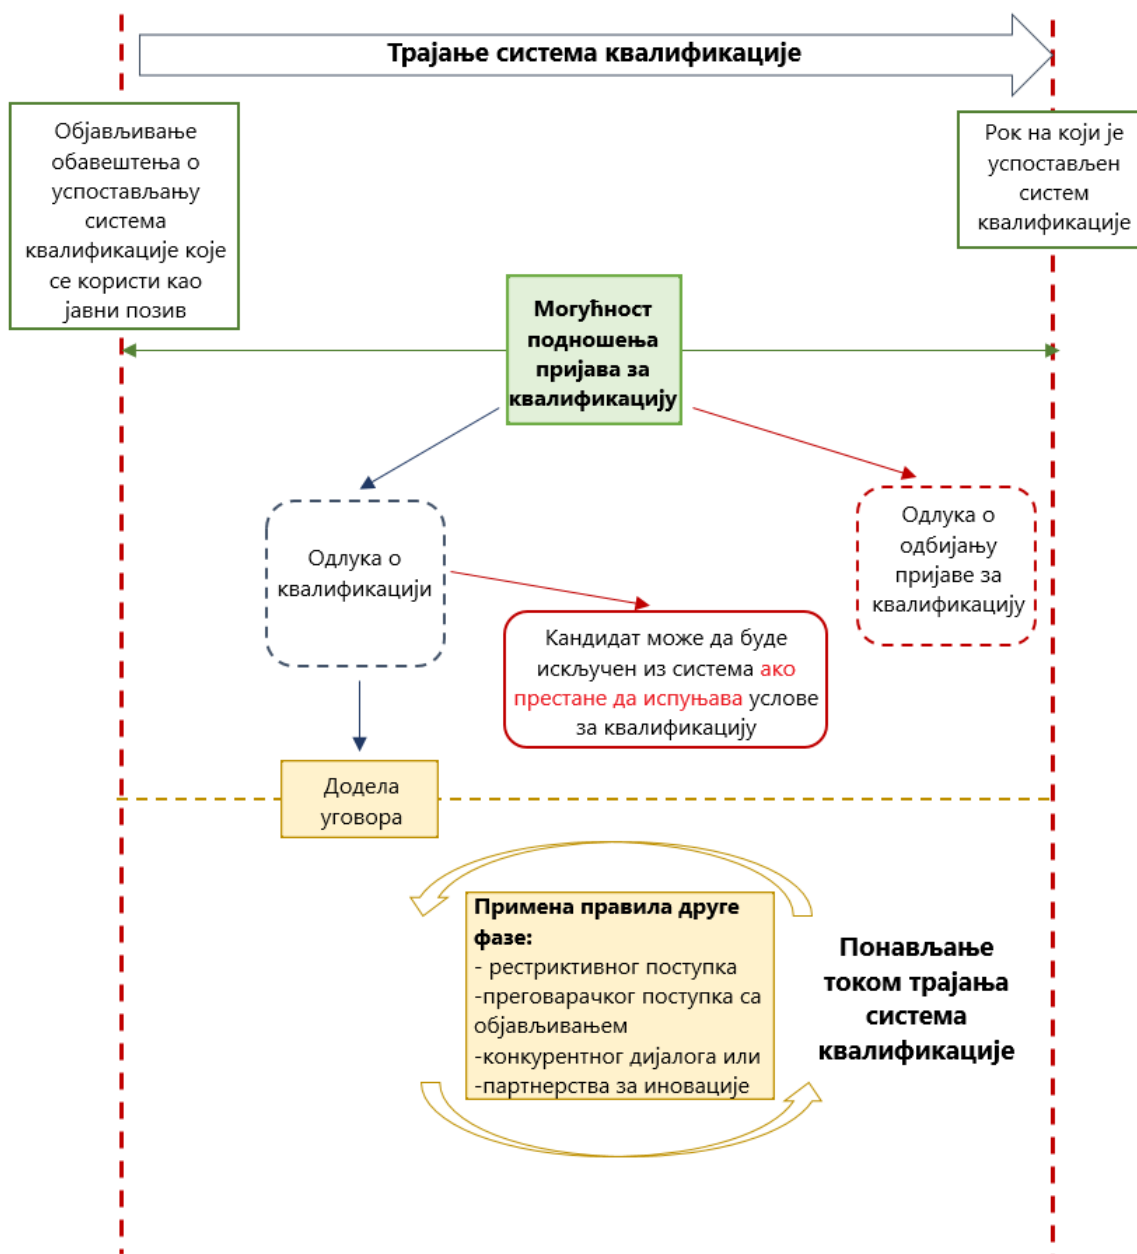 Трајање система квалификације
Објављивање
обавештења о
успостављању
система
квалификације које
се користи као
јавни позив
Рок на који је
успостављен
систем
квалификације
Могућност
подношења
пријава за
квалификацију
Одлука о
квалификацији
Одлука о
одбијању
пријаве за
квалификацију
Кандидат може да буде
искључен из система ако
престане да испуњава услове
за квалификацију
Додела
уговора
Примена правила друге
фазе:
- рестриктивног поступка
-преговарачког поступка са
објављивањем
-конкурентног дијалога или
-партнерства за иновације
Понављање
током трајања
система
квалификације